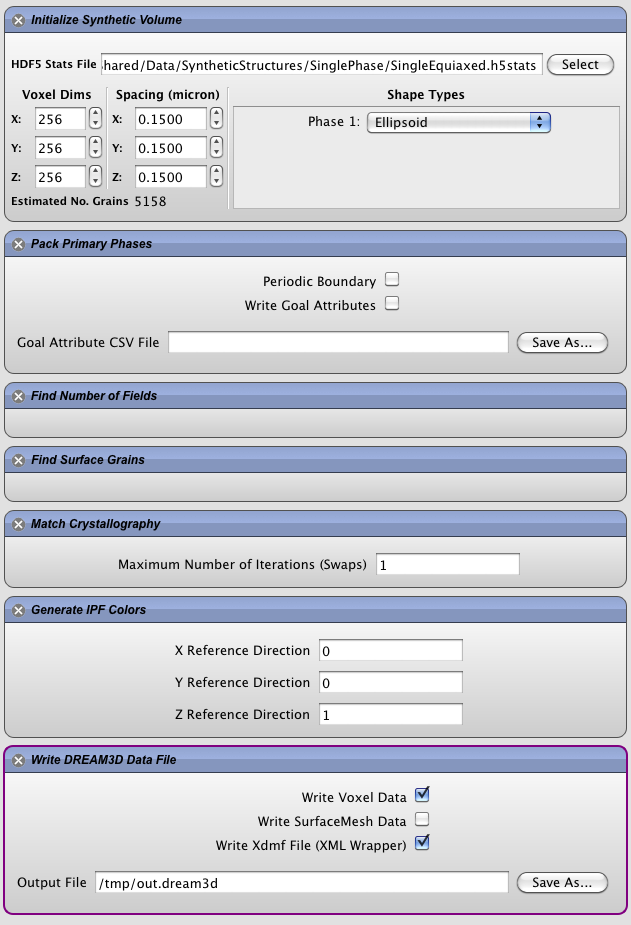 Initialize Synthetic Volume
HDF5 Stats File hared/Data/SyntheticStructures/SinglePhase/SingleEquiaxed.h5stats Select
Voxel Dims Spacing (micron) Shape Types
X: 256 X: 0.1500 Phase 1: Ellipsoid
Y: 256 Y: 0.1500
Z: 256 Z: 0.1500
Estimated No. Grains 5158
Pack Primary Phases
Periodic Boundary
Write Goal Attributes
Goal Attribute CSV File Save As...
Find Number of Fields
Find Surface Grains
Match Crystallography
Maximum Number of Iterations (Swaps) 1
Generate IPF Colors
X Reference Direction 0
Y Reference Direction 0
Z Reference Direction 1
Write DREAM3D Data File
Write Voxel Data
Write SurfaceMesh Data
Write Xdmf File (XML Wrapper)
Output File /tmp/out.dream3d Save As...